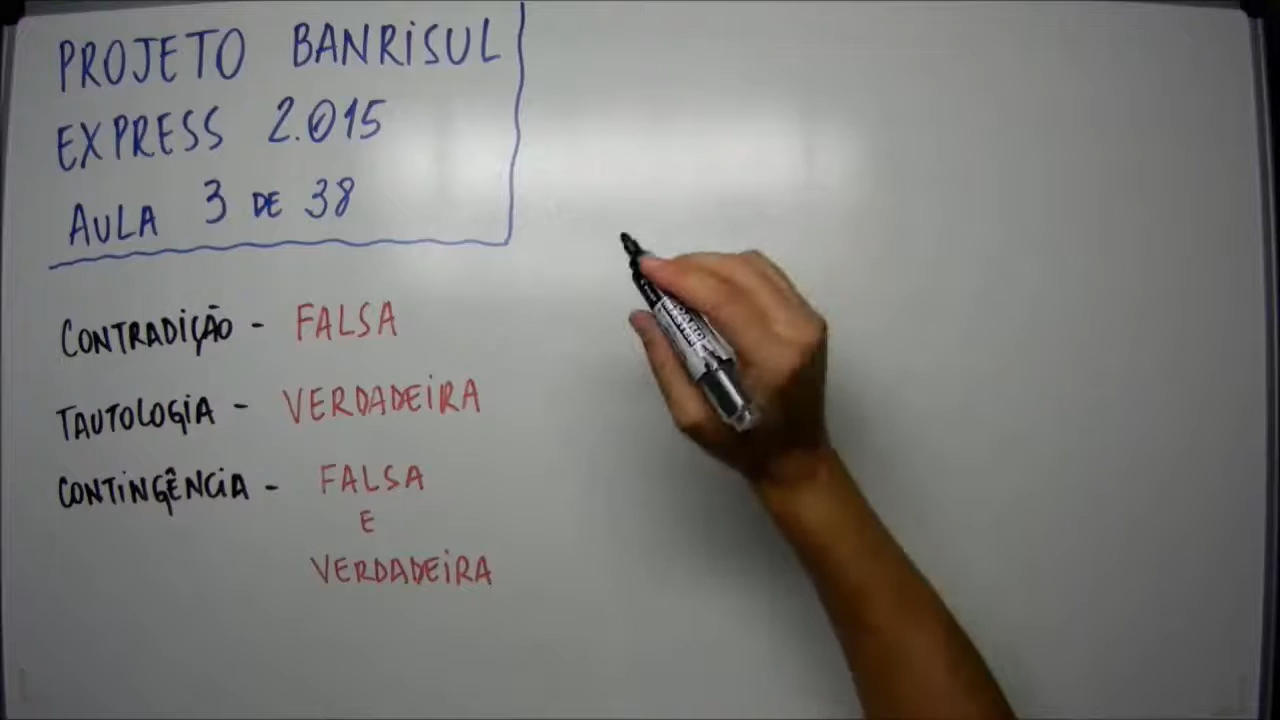 PROJETO BANRiSUL
EXPRESS 2.015
AULA 3 DE 38
CONTRADiÇÃO - FALSA
TAUTOLOGiA - VERDADEiRA
CONTiNGÊNCiA - FALSA
E
VERDADEiRA